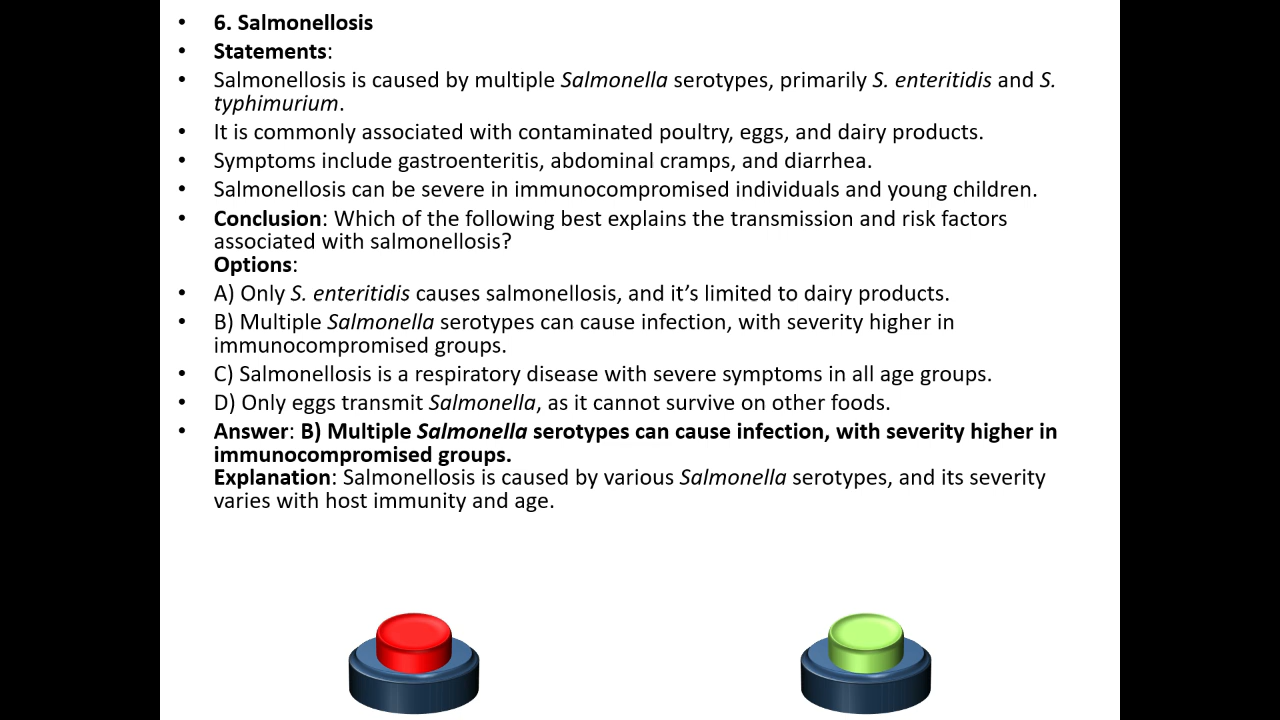 • 6. Salmonellosis
• Statements:
• Salmonellosis is caused by multiple Salmonella serotypes, primarily S. enteritidis and S.
typhimurium.
• It is commonly associated with contaminated poultry, eggs, and dairy products.
• Symptoms include gastroenteritis, abdominal cramps, and diarrhea.
• Salmonellosis can be severe in immunocompromised individuals and young children.
• Conclusion: Which of the following best explains the transmission and risk factors
associated with salmonellosis?
Options:
• A) Only S. enteritidis causes salmonellosis, and it’s limited to dairy products.
• B) Multiple Salmonella serotypes can cause infection, with severity higher in
immunocompromised groups.
• C) Salmonellosis is a respiratory disease with severe symptoms in all age groups.
• D) Only eggs transmit Salmonella, as it cannot survive on other foods.
• Answer: B) Multiple Salmonella serotypes can cause infection, with severity higher in
immunocompromised groups.
Explanation: Salmonellosis is caused by various Salmonella serotypes, and its severity
varies with host immunity and age.